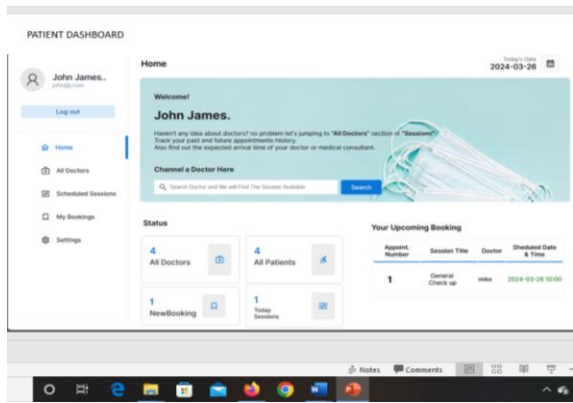 PATIENT DASHBOARD
John James..
Log out
Home
All Doctors
Scheduled Sessions
My Bookings
Settings
Home
Today's Date
2024-03-26
Welcome!
John James.
Haven't any idea about doctors? no problem let's jumping to "All Doctors" section or "Sessions"
Track your past and future appointments history.
Also find out the expected arrival time of your doctor or medical consultant.
Channel a Doctor Here
Search Doctor and We will Find The Session Available
Search
Status
4
All Doctors
4
All Patients
1
NewBooking
1
Today
Sessions
Your Upcoming Booking
Appoint. Number Session Title Doctor Sheduled Date & Time
1 General Check up mike 2024-03-26 10:00
Notes Comments